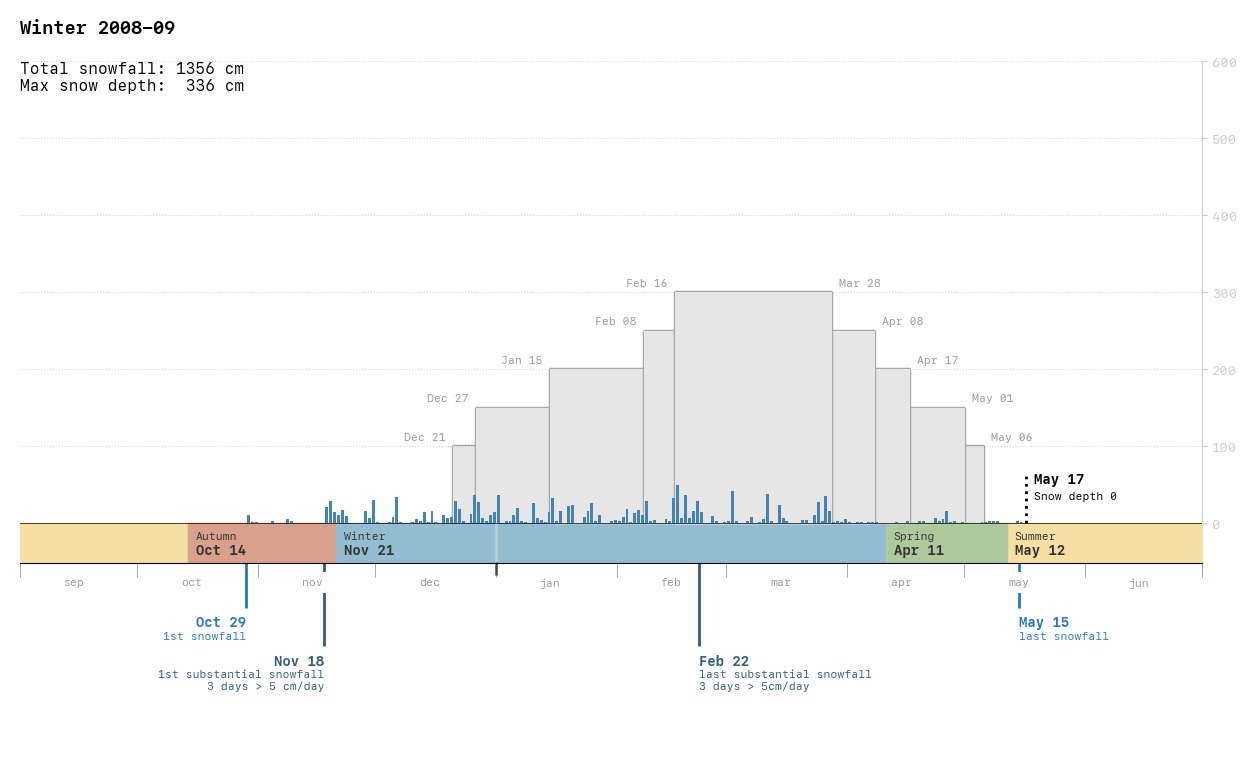 Winter 2008–09
Total snowfall: 1356 cm
Max snow depth: 336 cm
600
500
400
300
200
100
0
Feb 16
Mar 28
Feb 08
Apr 08
Jan 15
Apr 17
Dec 27
May 01
Dec 21
May 06
May 17
Snow depth 0
Autumn
Oct 14
Winter
Nov 21
Spring
Apr 11
Summer
May 12
sep
oct
nov
dec
jan
feb
mar
apr
may
jun
Oct 29
1st snowfall
Nov 18
1st substantial snowfall
3 days > 5 cm/day
Feb 22
last substantial snowfall
3 days > 5cm/day
May 15
last snowfall